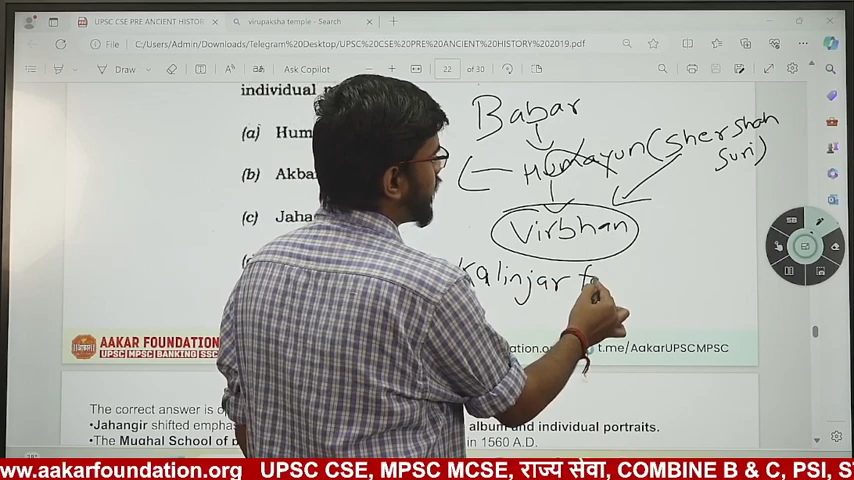 UPSC CSE PRE ANCIENT HISTOR
virupaksha temple - Search
File
C:/Users/Admin/Downloads/Telegram%20Desktop/UPSC%20CSE%20PRE%20ANCIENT%20HISTORY%202019.pdf
Draw
Ask Copilot
22
of 30
individual
(a) Hum
(b) Akba
(c) Jaha
Babar
Humayun (Shershah
Suri)
Virbhan
Kalinjar
AAKAR FOUNDATION
UPSC MPSC BANKING SSC
t.me/AakarUPSCMPSC
The correct answer is
•Jahangir shifted empha
album and individual portraits.
•The Mughal School of
in 1560 A.D.
SB
www.aakarfoundation.org UPSC CSE, MPSC MCSE, राज्य सेवा, COMBINE B & C, PSI, S